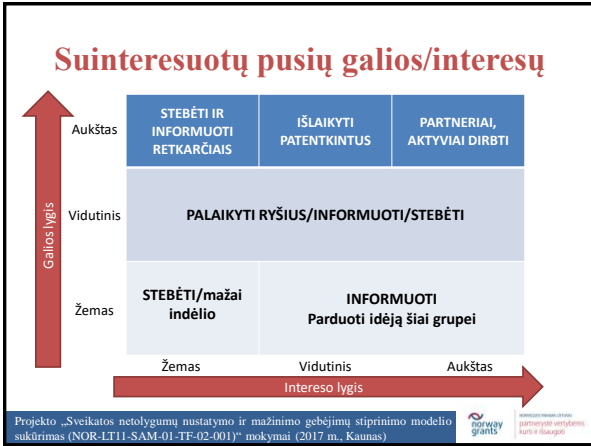 Suinteresuotų pusių galios/interesų
Galios lygis
Aukštas
STEBĖTI IR
INFORMUOTI
RETKARČIAIS
IŠLAIKYTI
PATENTKINTUS
PARTNERIAI,
AKTYVIAI DIRBTI
Vidutinis
PALAIKYTI RYŠIUS/INFORMUOTI/STEBĖTI
Žemas
STEBĖTI/mažai
indėlio
INFORMUOTI
Parduoti idėją šiai grupei
Žemas
Vidutinis
Aukštas
Intereso lygis
Projekto „Sveikatos netolygumų nustatymo ir mažinimo gebėjimų stiprinimo modelio
sukūrimas (NOR-LT11-SAM-01-TF-02-001)“ mokymai (2017 m., Kaunas)
norway
grants
partnerystė vertybėms
kurti ir išsaugoti